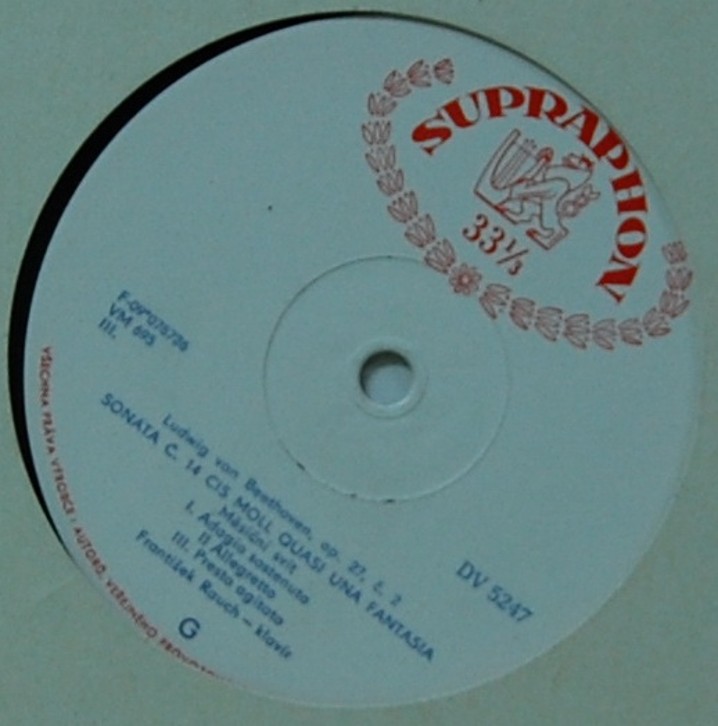 SUPRAPHON
33⅓
VM 695
III.
Ludwig van Beethoven, op. 27, č. 2
SONATA Č. 14 CIS MOLL QUASI UNA FANTASIA
Měsíční svit
I. Adagio sostenuto
II Allegretto
III. Presto agitato
František Rauch – klavír
DV 5247
G
VŠECHNA PRÁVA VÝROBCE I AUTORŮ. VEŘEJNÉHO